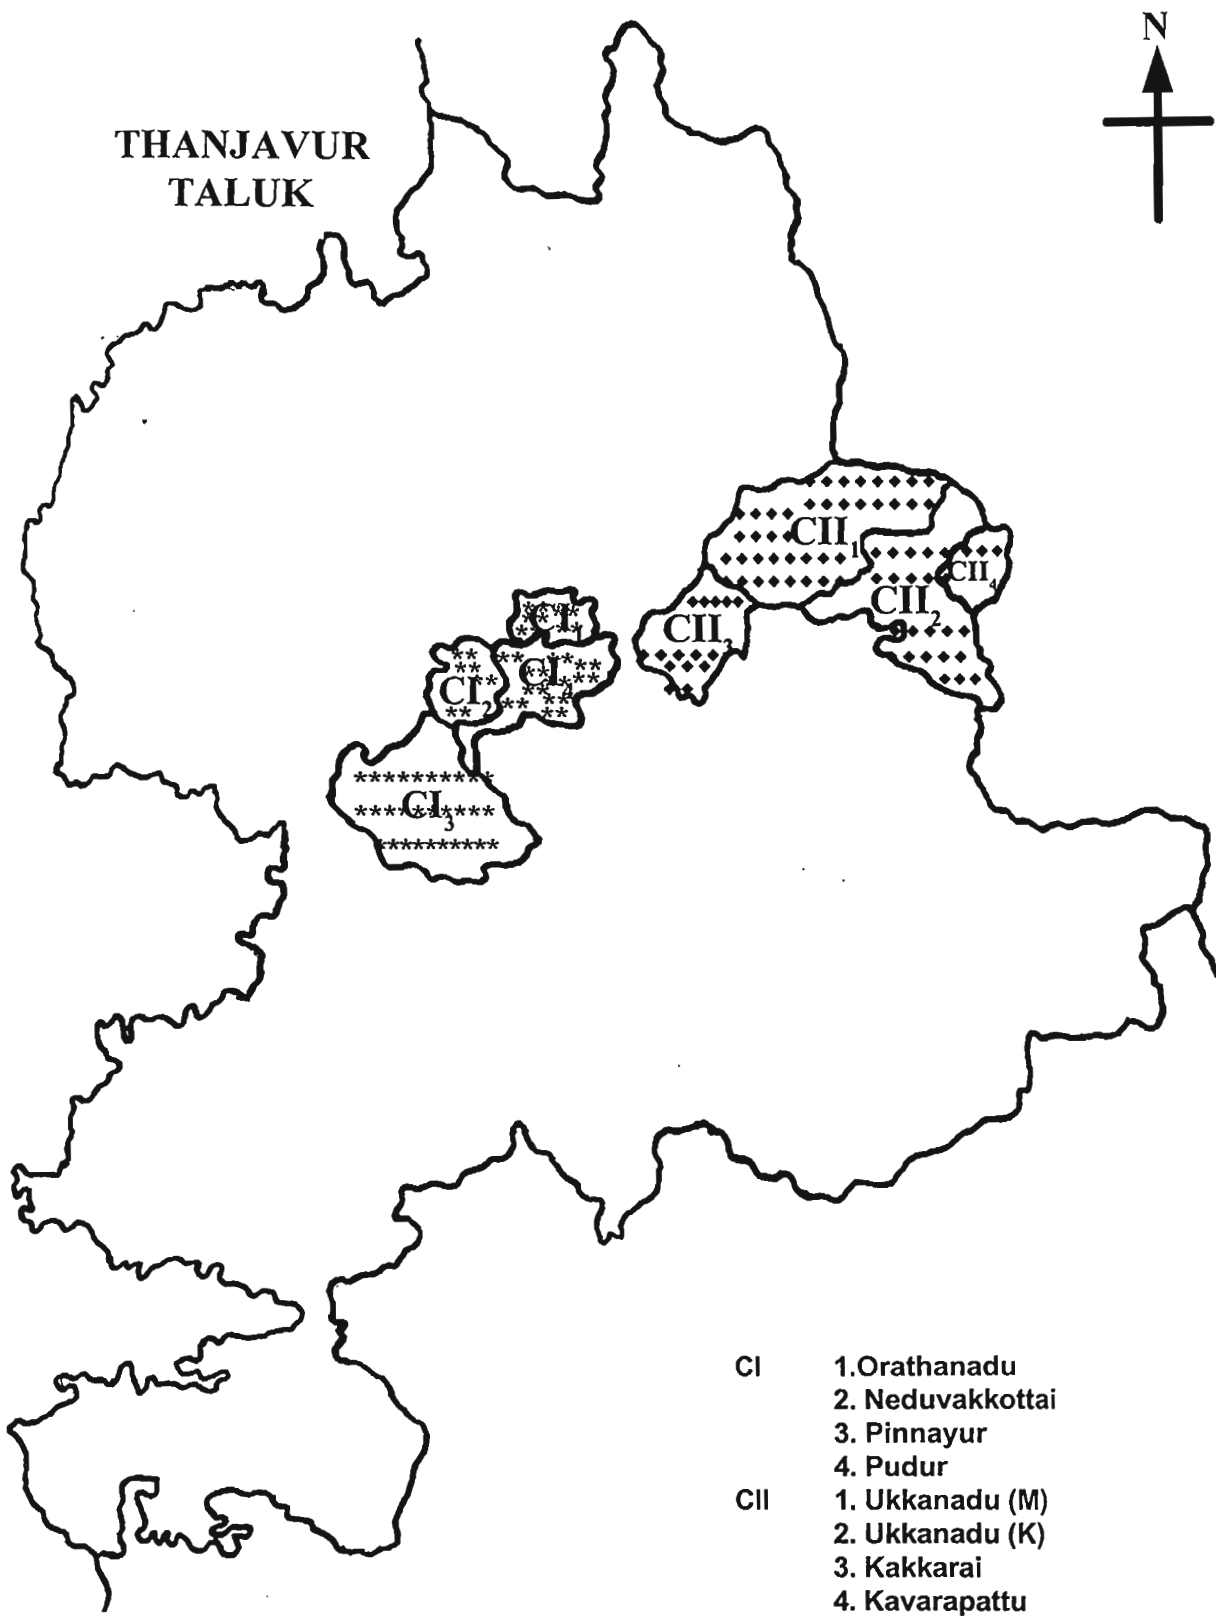 N
THANJAVUR
TALUK
CII1
CII4
CII2
CII3
CI1
CI4
CI2
CI3
CI 1.Orathanadu
2. Neduvakkottai
3. Pinnayur
4. Pudur
CII 1. Ukkanadu (M)
2. Ukkanadu (K)
3. Kakkarai
4. Kavarapattu